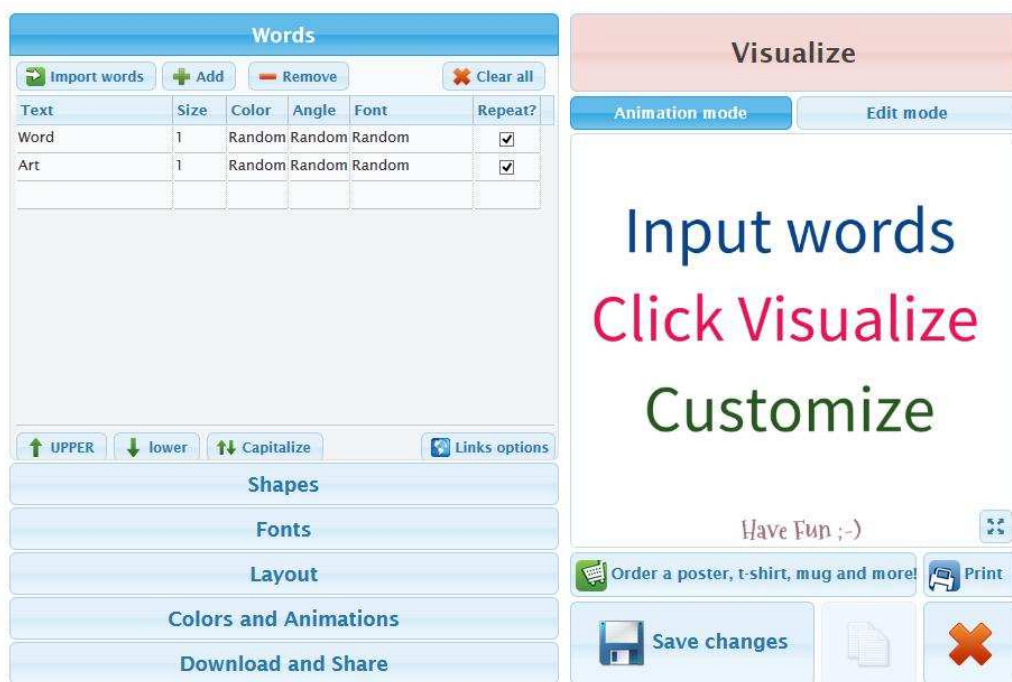 Words
Import words Add Remove Clear all
Text Size Color Angle Font Repeat?
Word 1 Random Random Random
Art 1 Random Random Random
UPPER lower Capitalize Links options
Shapes
Fonts
Layout
Colors and Animations
Download and Share
Visualize
Animation mode Edit mode
Input words
Click Visualize
Customize
Have Fun ;-)
Order a poster, t-shirt, mug and more! Print
Save changes